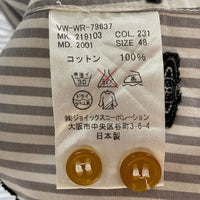 VW-WR-79637
MK. 219103 COL. 231
MD. 2001 SIZE 48
コットン 100%
㈱ジョイックスコーポレーション
大阪市中央区谷町3-6-4
日本製